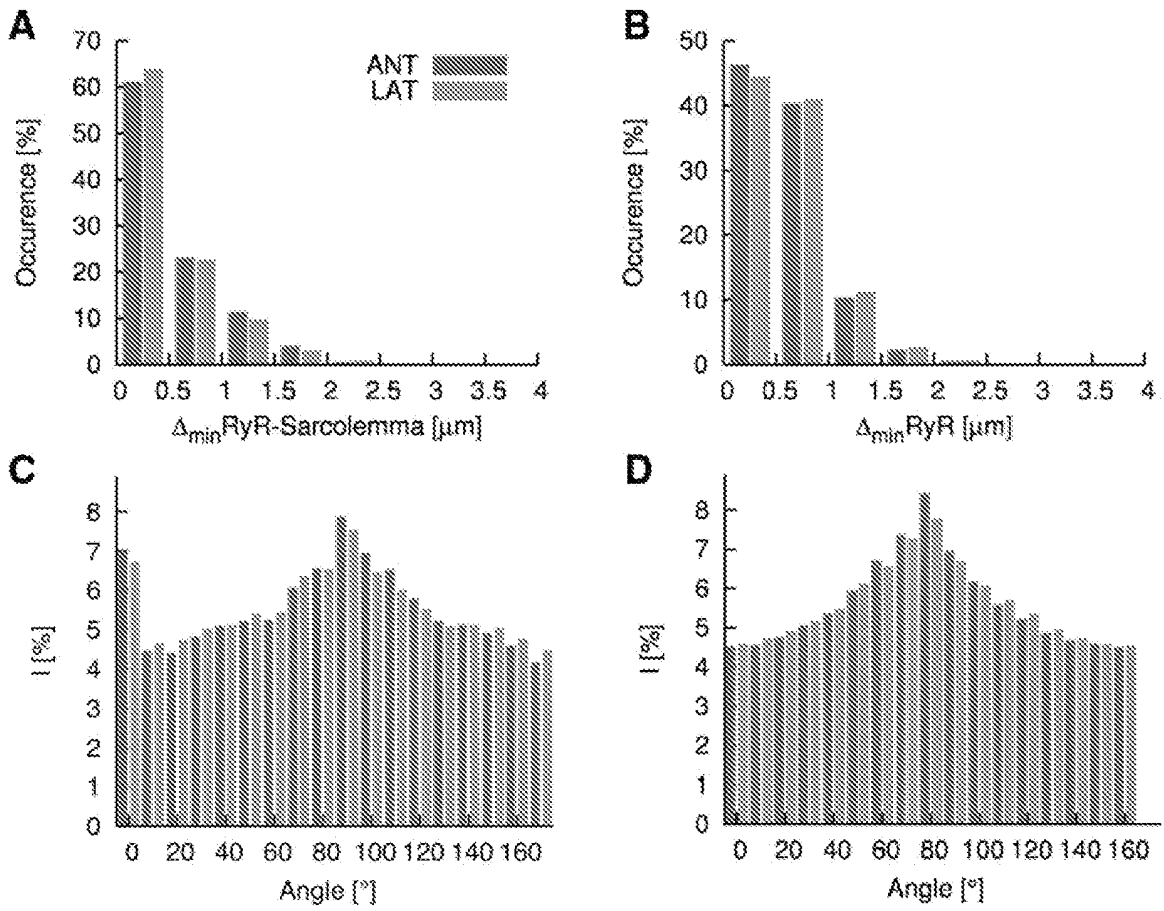 A
70
60
50
40
30
20
10
0
Occurence [%]
ANT
LAT
0 0.5 1 1.5 2 2.5 3 3.5 4
ΔminRyR-Sarcolemma [μm]
B
50
40
30
20
10
0
Occurence [%]
0 0.5 1 1.5 2 2.5 3 3.5 4
ΔminRyR [μm]
C
8
7
6
5
4
3
2
1
0
I [%]
0 20 40 60 80 100 120 140 160
Angle [°]
D
8
7
6
5
4
3
2
1
0
I [%]
0 20 40 60 80 100 120 140 160
Angle [°]